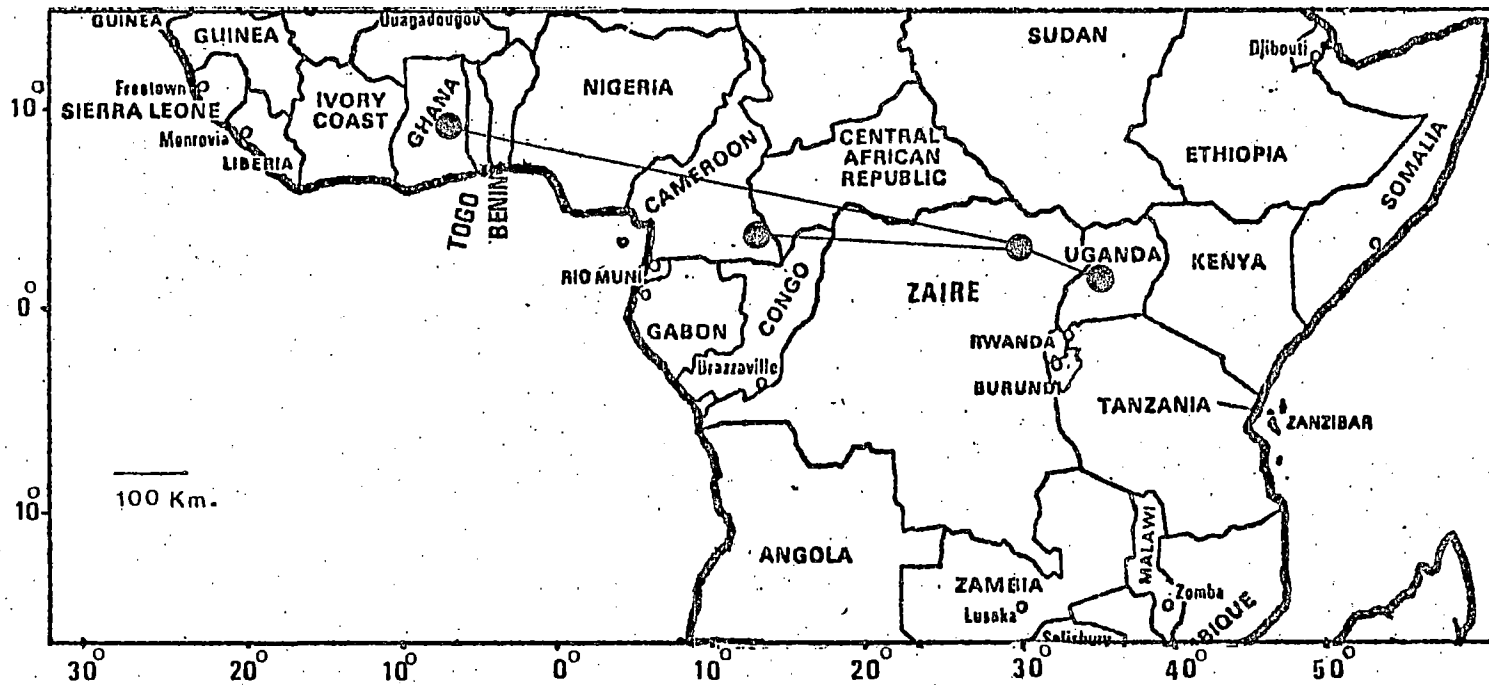 GUINEA
GUINEA
Ouagadougou
SUDAN
Djibouti
Freetown
SIERRA LEONE
IVORY
COAST
GHANA
NIGERIA
10°
Monrovia
LIBERIA
CENTRAL
AFRICAN
REPUBLIC
ETHIOPIA
SOMALIA
CAMEROON
TOGO
BENIN
UGANDA
KENYA
RIO MUNI
CONGO
ZAIRE
0°
GABON
Brazzaville
RWANDA
BURUNDI
TANZANIA
ZANZIBAR
100 Km.
10°
ANGOLA
MALAWI
ZAMBIA
Lusaka
Zomba
BIQUE
Salisbury
30° 20° 10° 0° 10° 20° 30° 40° 50°